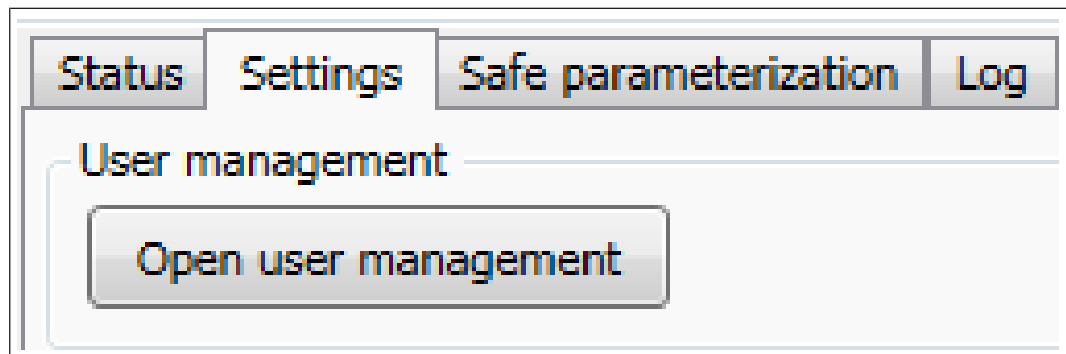 Status Settings Safe parameterization Log
User management
Open user management